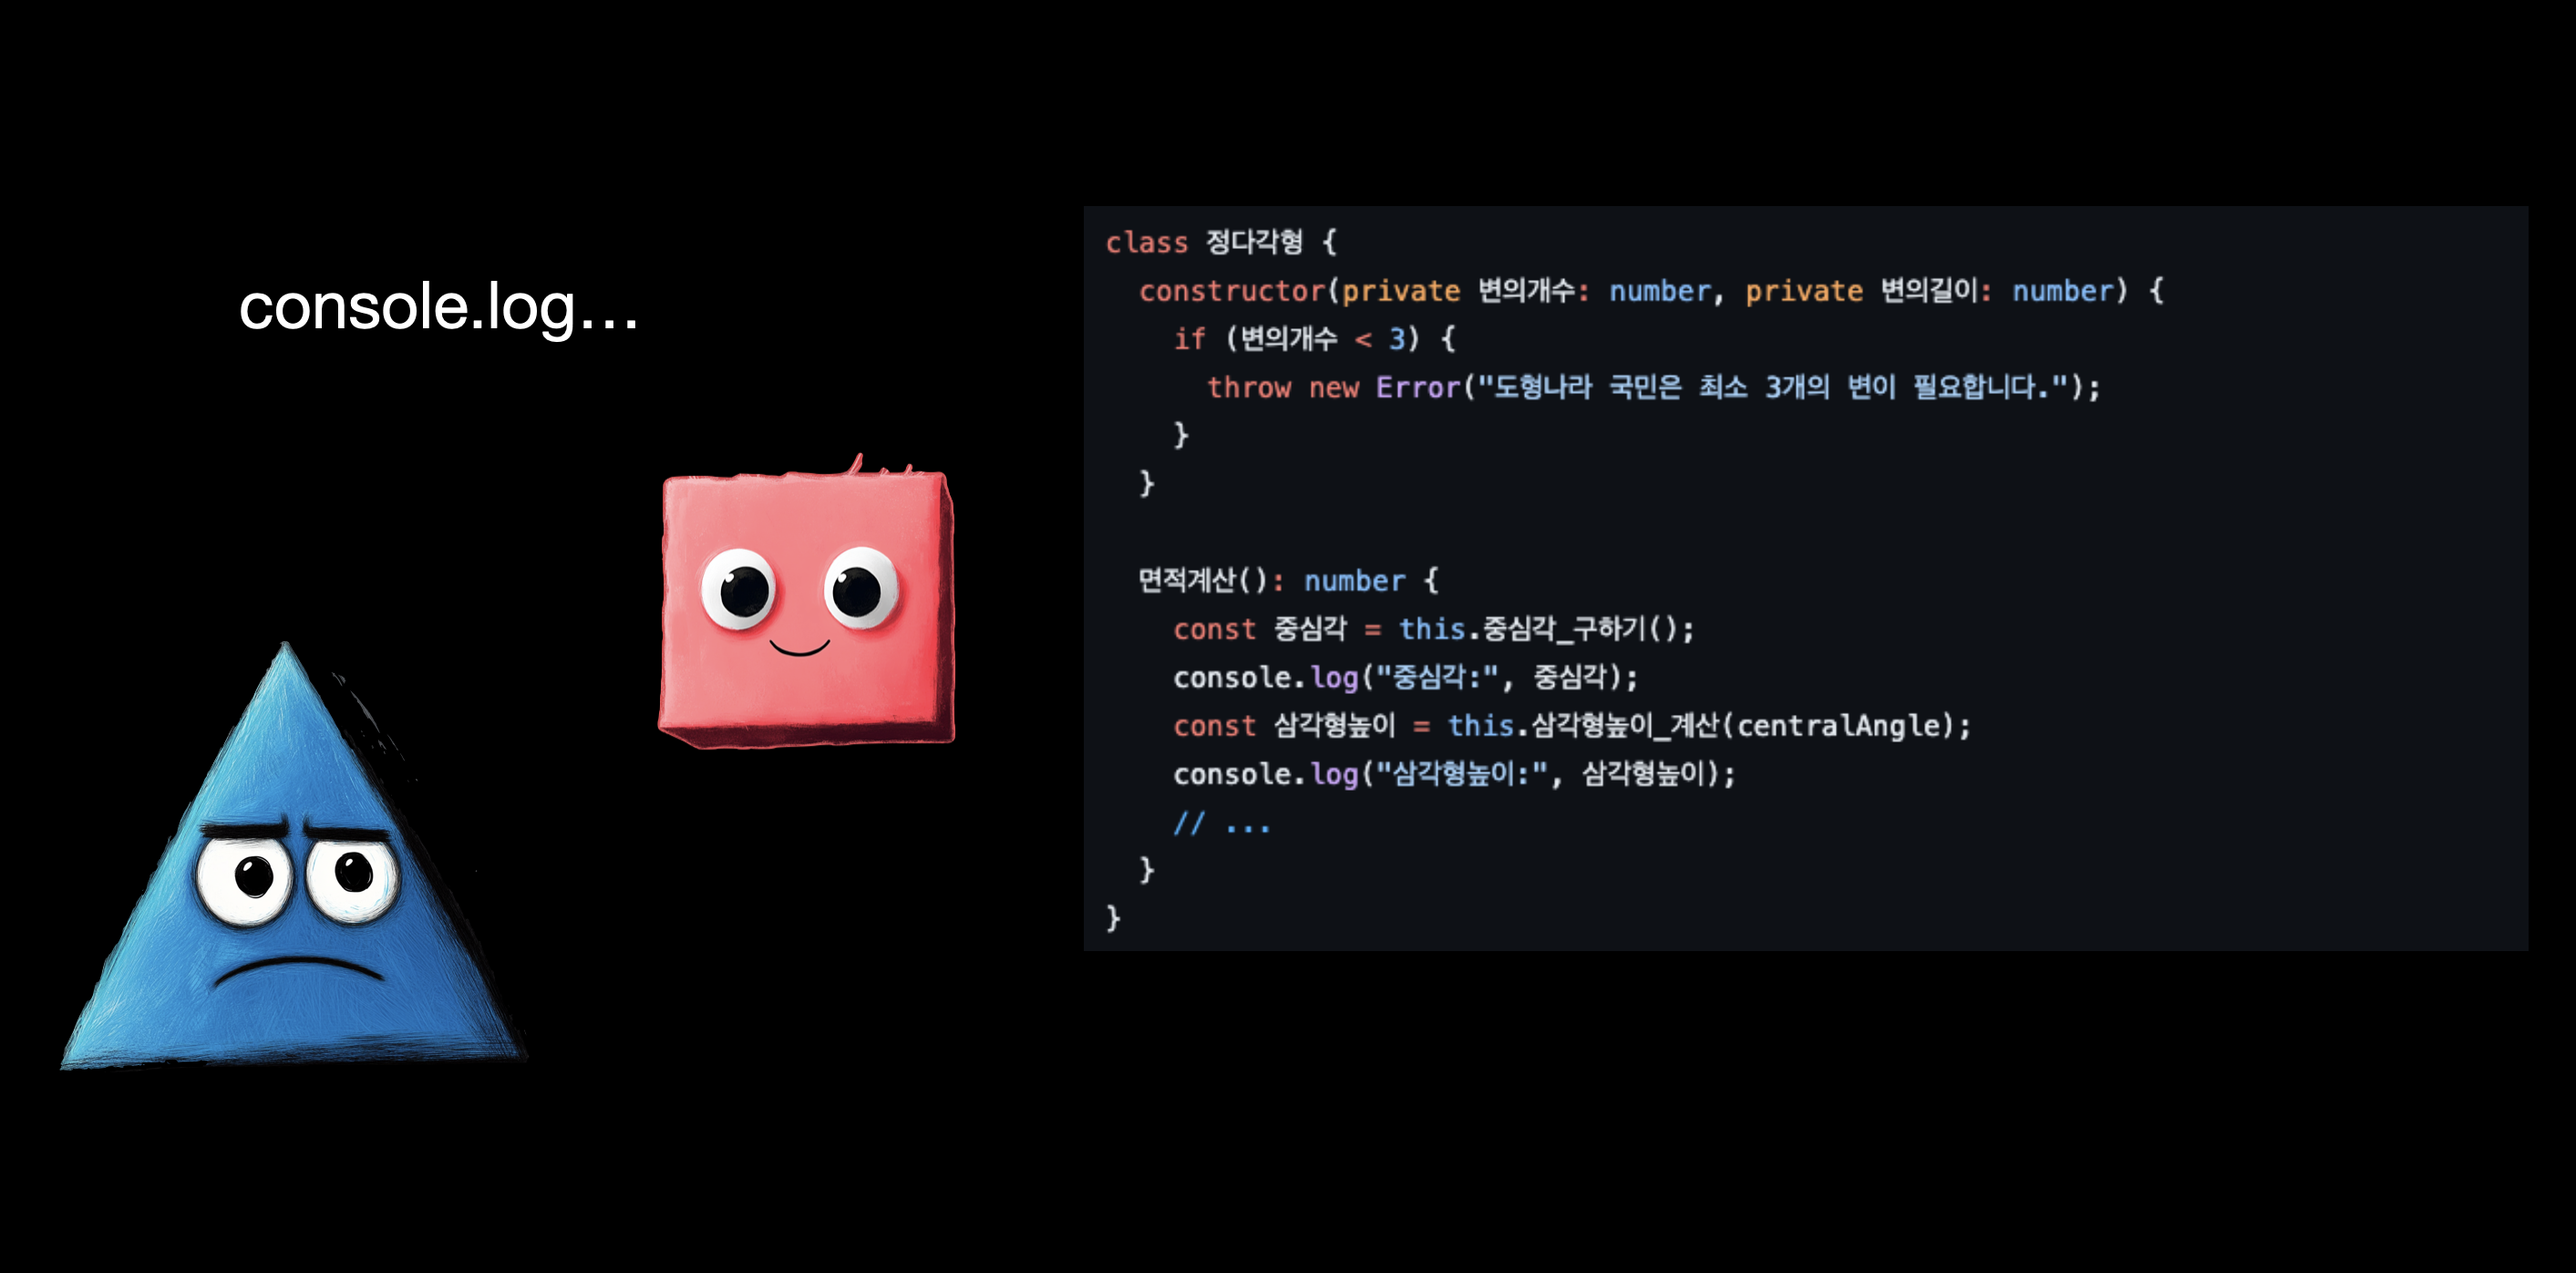 console.log...
class 정다각형 {
  constructor(private 변의개수: number, private 변의길이: number) {
    if (변의개수 < 3) {
      throw new Error("도형나라 국민은 최소 3개의 변이 필요합니다.");
    }
  }

  면적계산(): number {
    const 중심각 = this.중심각_구하기();
    console.log("중심각:", 중심각);
    const 삼각형높이 = this.삼각형높이_계산(centralAngle);
    console.log("삼각형높이:", 삼각형높이);
    // ...
  }
}